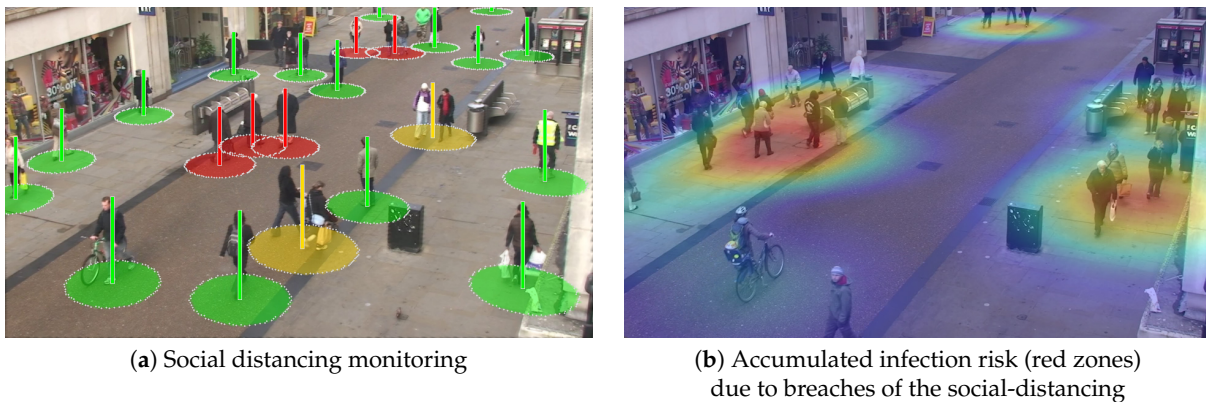 30%
off
(a) Social distancing monitoring
(b) Accumulated infection risk (red zones)
due to breaches of the social-distancing